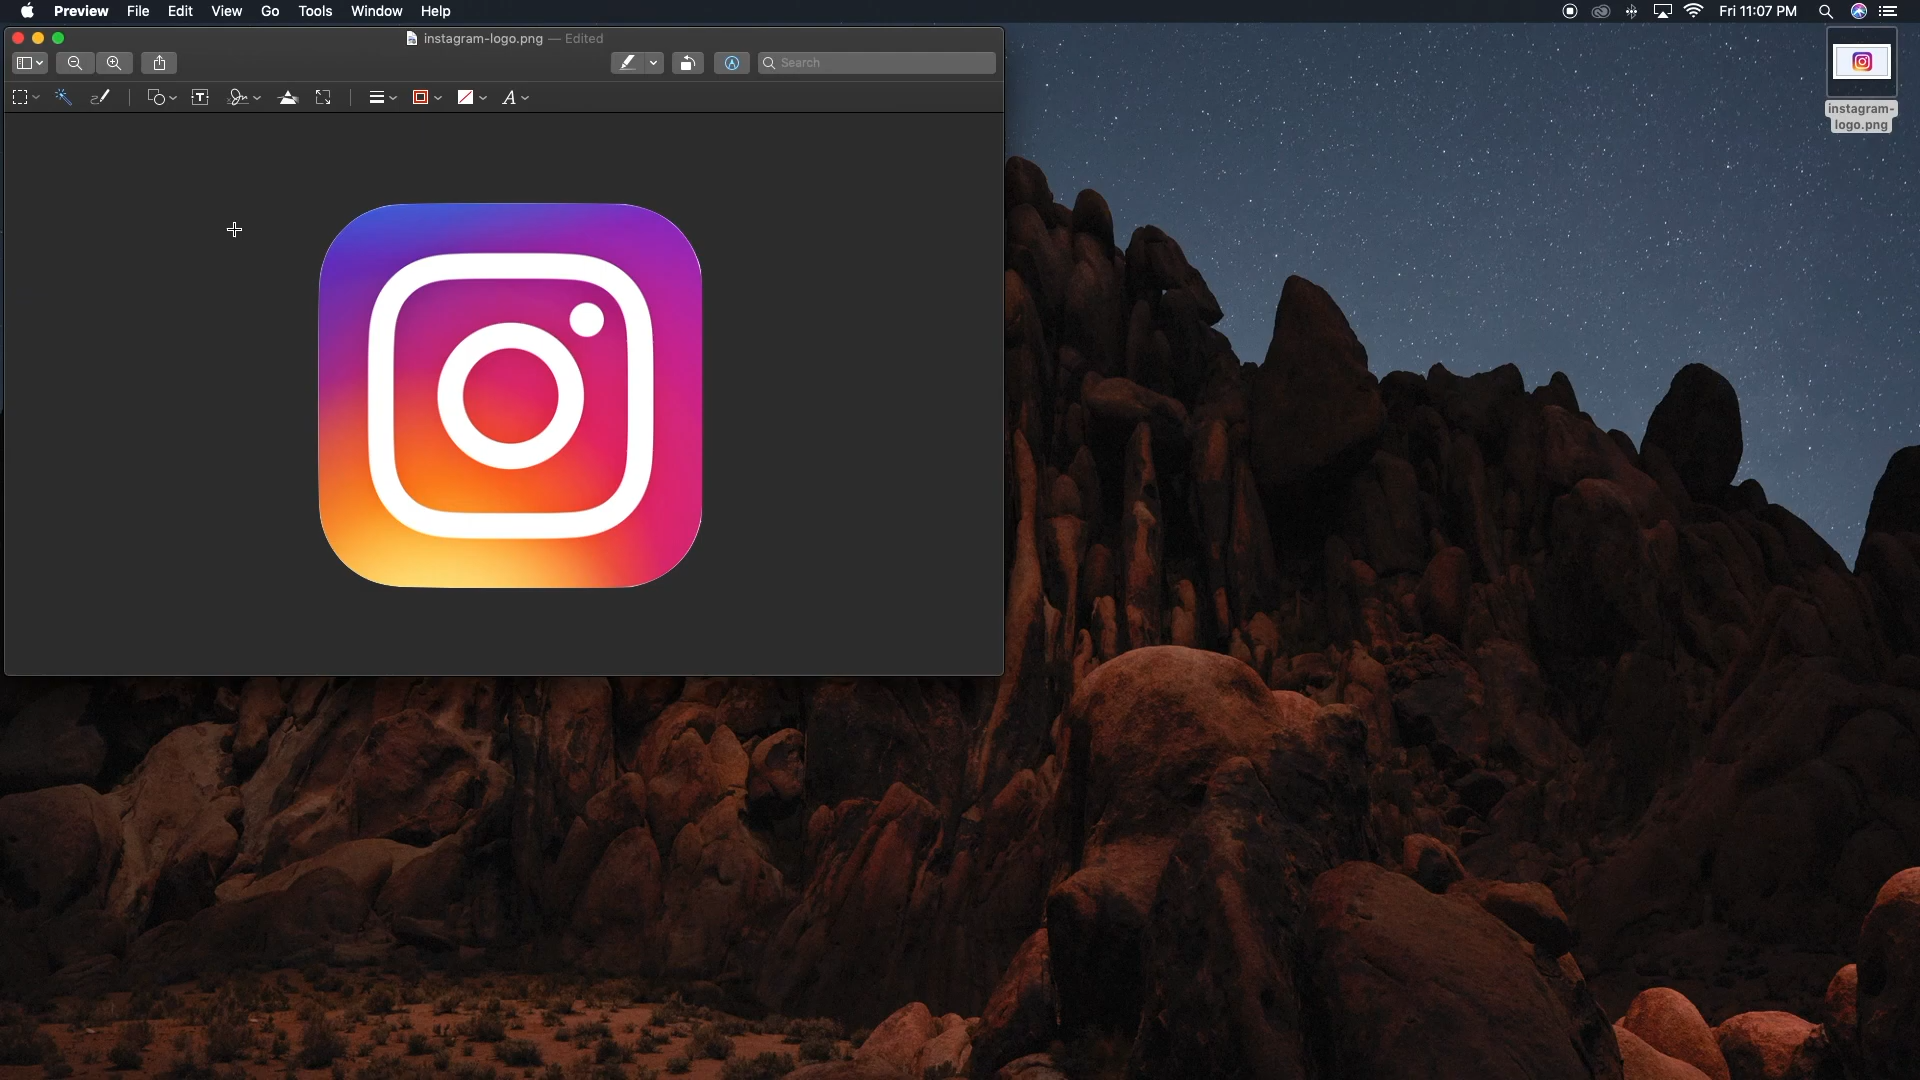 Preview File Edit View Go Tools Window Help
Fri 11:07 PM
instagram-logo.png — Edited
Search
A
instagram-
logo.png